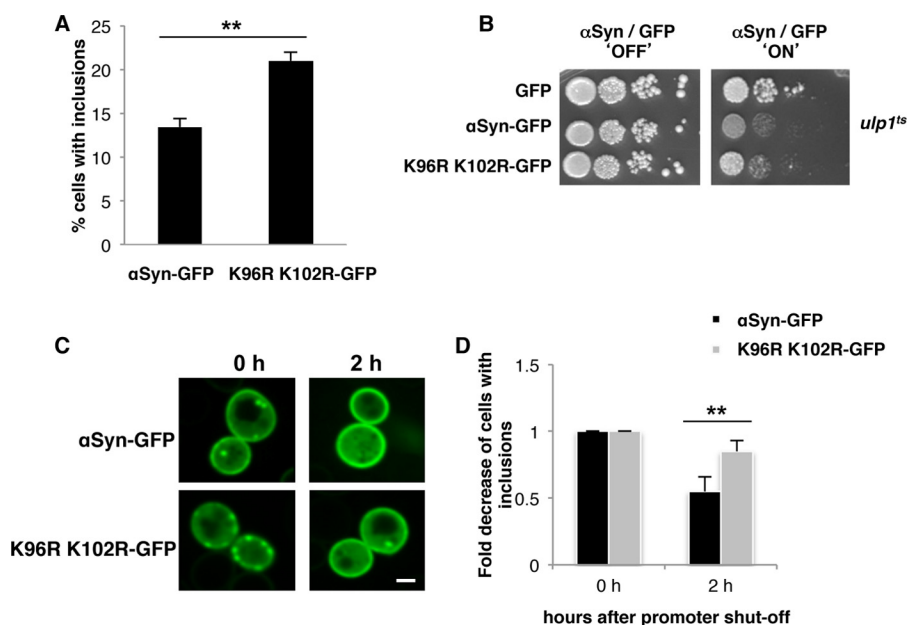 A
25
20
15
10
5
0
% cells with inclusions
**
αSyn-GFP K96R K102R-GFP
B
αSyn / GFP
‘OFF’
αSyn / GFP
‘ON’
GFP
αSyn-GFP
K96R K102R-GFP
ulp1ts
C
0 h
2 h
αSyn-GFP
K96R K102R-GFP
D
αSyn-GFP
K96R K102R-GFP
Fold decrease of cells with
inclusions
1.5
1
0.5
0
**
0 h
2 h
hours after promoter shut-off